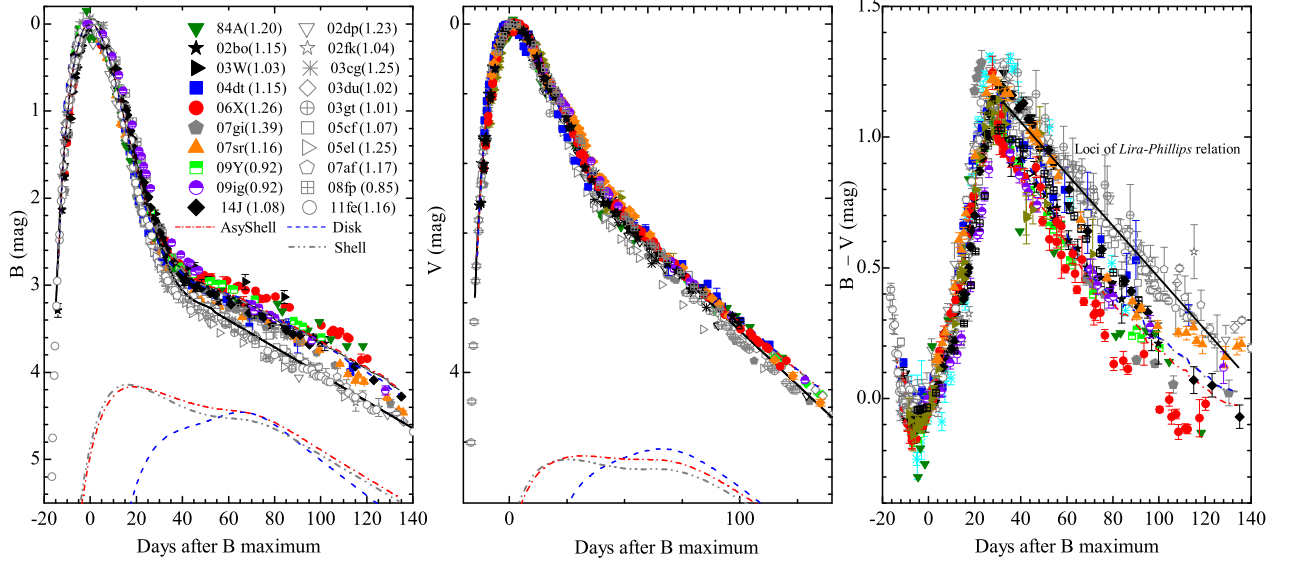 B (mag)
0
1
2
3
4
5
84A(1.20)
02bo(1.15)
03W(1.03)
04dt(1.15)
06X(1.26)
07gi(1.39)
07sr(1.16)
09Y(0.92)
09ig(0.92)
14J (1.08)
02dp(1.23)
02fk(1.04)
03cg(1.25)
03du(1.02)
03gt (1.01)
05cf (1.07)
05el (1.25)
07af (1.17)
08fp (0.85)
11fe(1.16)
AsyShell
Disk
Shell
-20 0 20 40 60 80 100 120 140
Days after B maximum
V (mag)
0
4
0 100
Days after B maximum
B – V (mag)
1.5
1.0
0.5
0.0
Loci of Lira-Phillips relation
-20 0 20 40 60 80 100 120 140
Days after B maximum